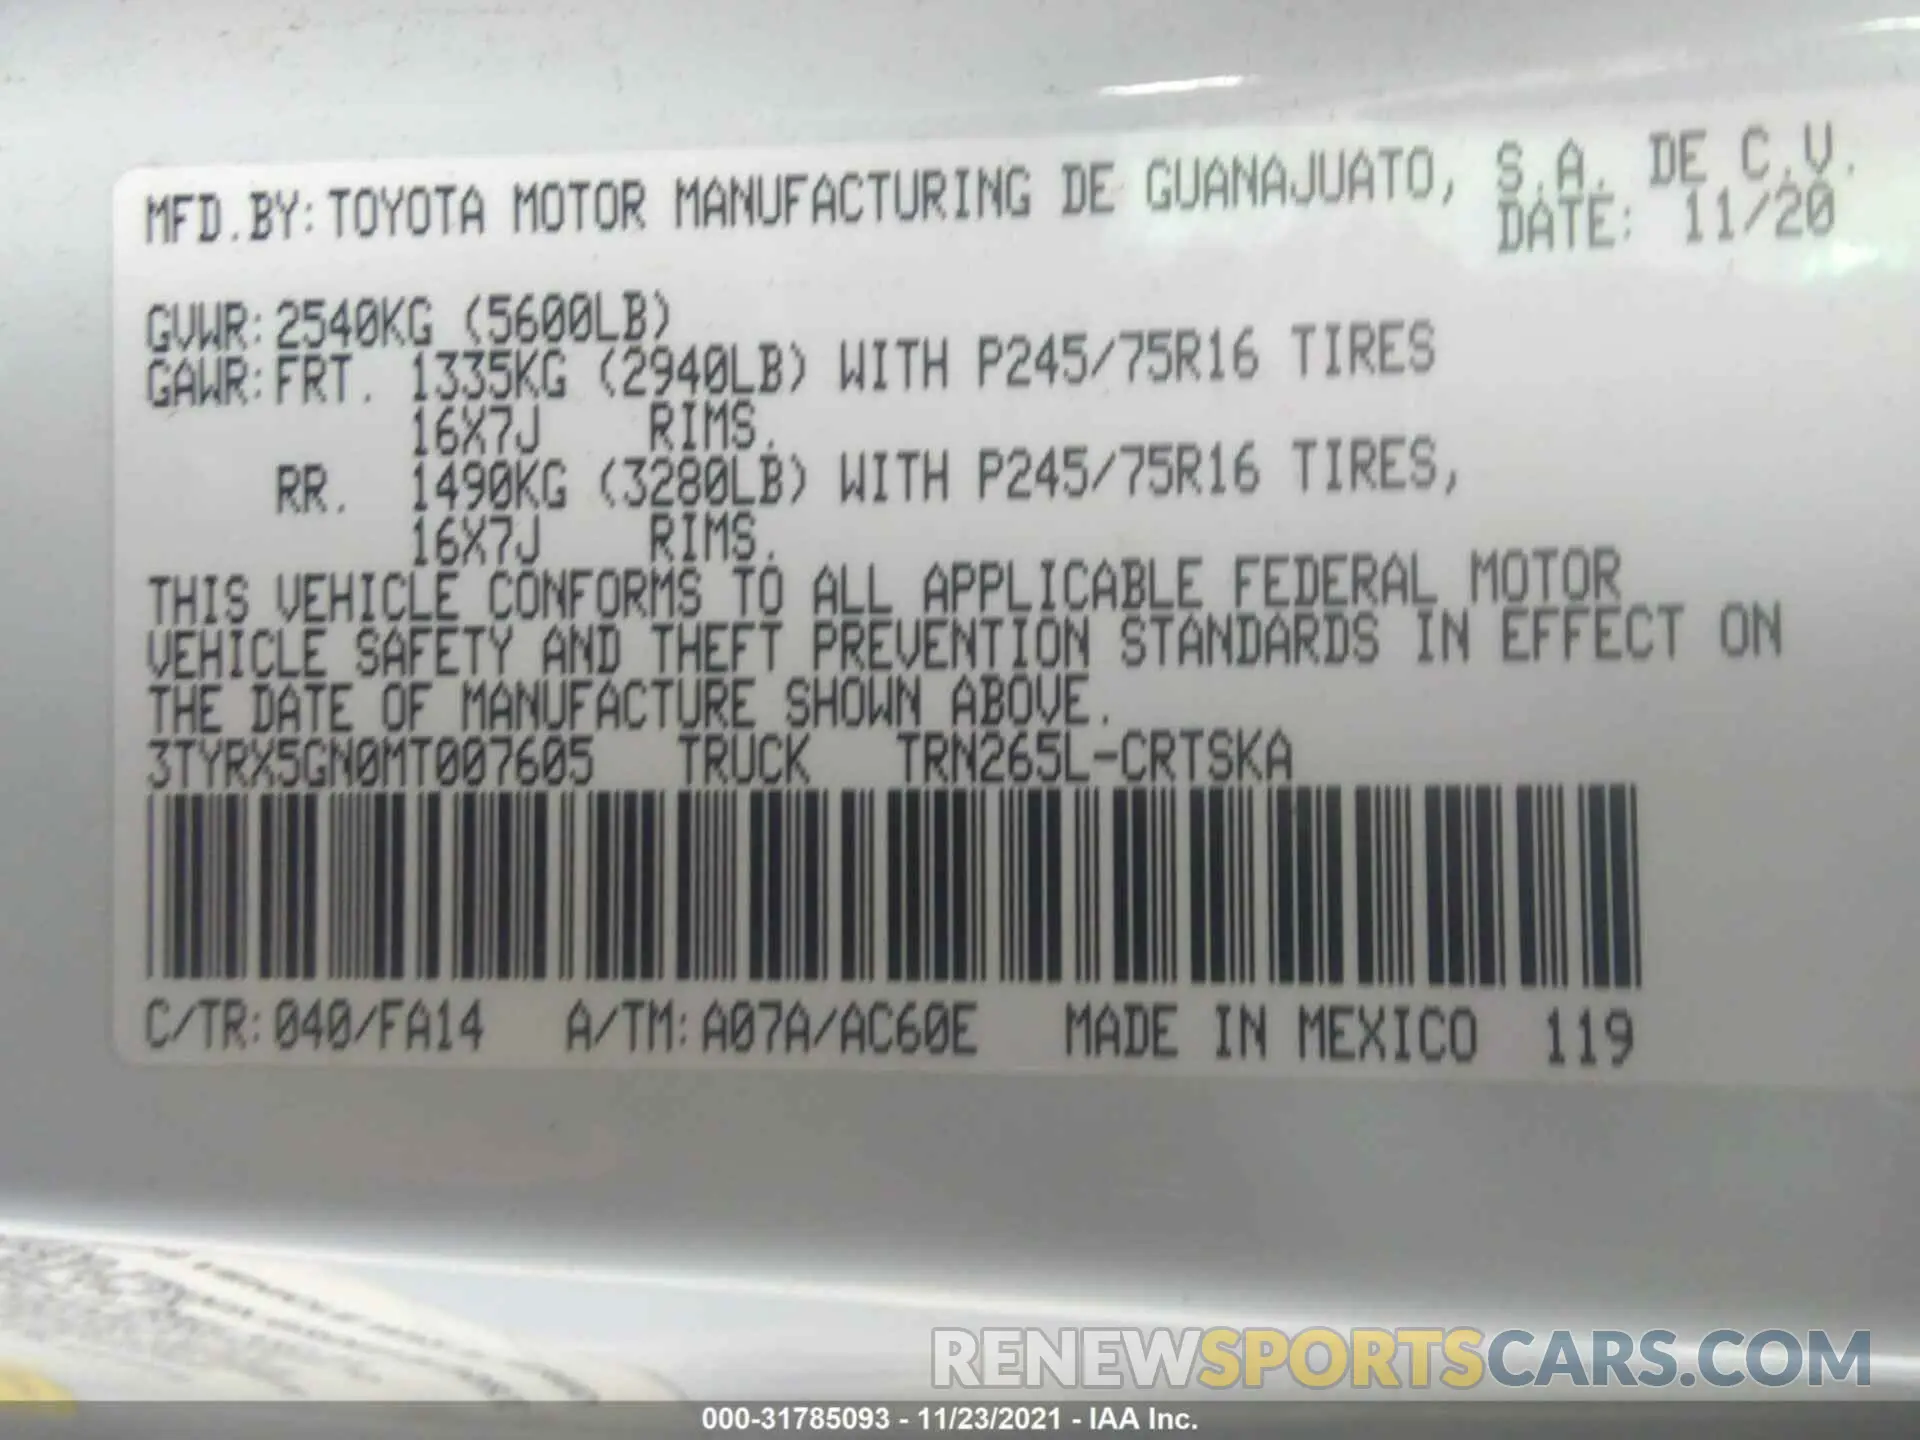 MFD.BY: TOYOTA MOTOR MANUFACTURING DE GUANAJUATO, S.A. DE C.V.
DATE: 11/20
GVWR: 2540KG (5600LB)
GAWR: FRT. 1335KG (2940LB) WITH P245/75R16 TIRES
16X7J RIMS.
RR. 1490KG (3280LB) WITH P245/75R16 TIRES,
16X7J RIMS.
THIS VEHICLE CONFORMS TO ALL APPLICABLE FEDERAL MOTOR
VEHICLE SAFETY AND THEFT PREVENTION STANDARDS IN EFFECT ON
THE DATE OF MANUFACTURE SHOWN ABOVE.
3TYRX5GN0MT007605 TRUCK TRN265L-CRTSKA
C/TR: 040/FA14 A/TM: A07A/AC60E MADE IN MEXICO 119
RENEWSPORTSCARS.COM
000-31785093 - 11/23/2021 - IAA Inc.